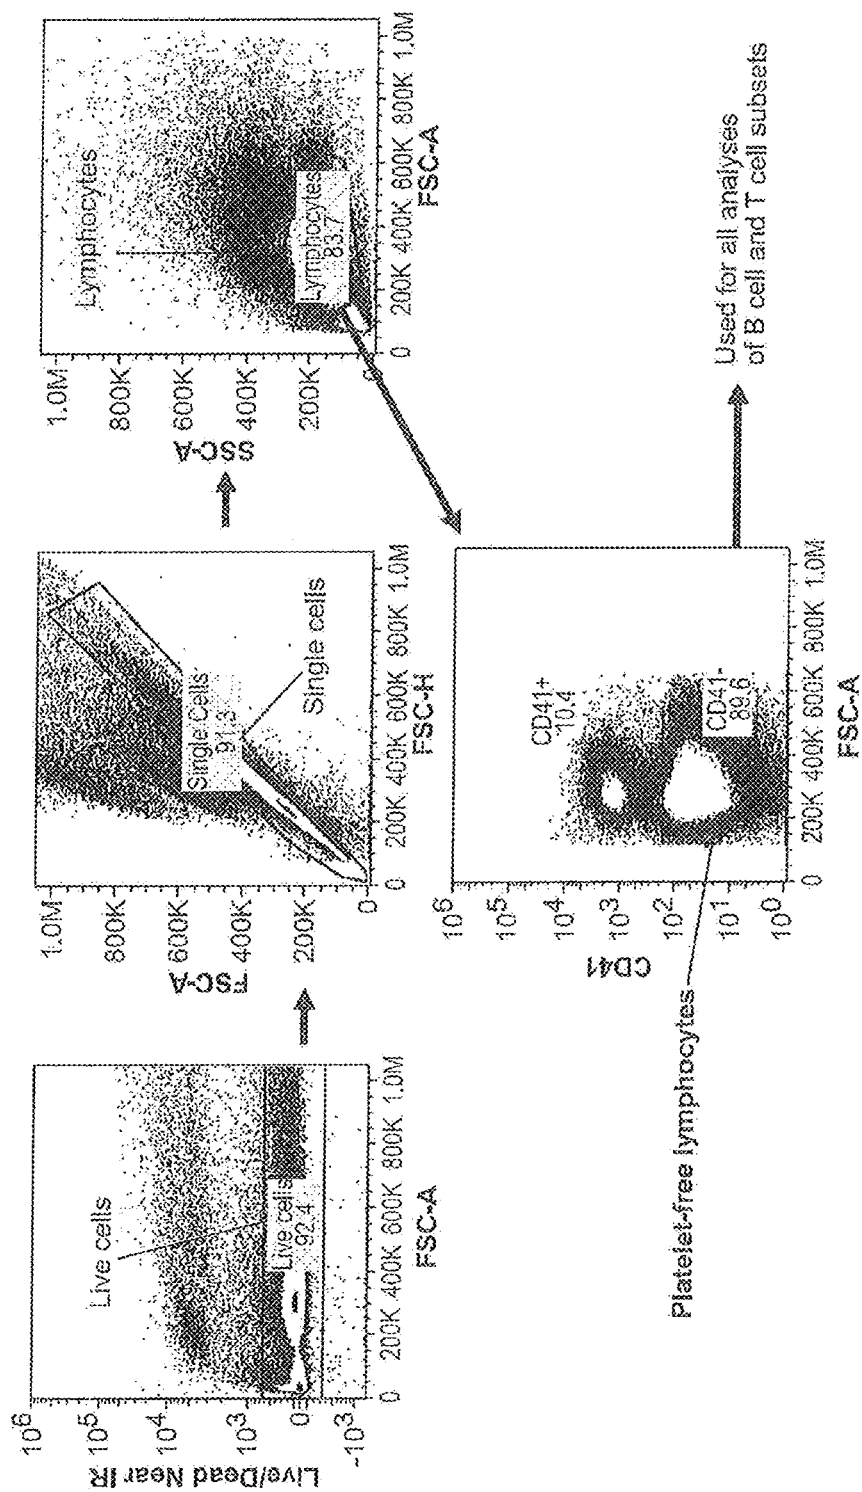 Live/Dead Near IR
10^6
10^5
10^4
10^3
0
-10^3
Live cells
Live cells
92.4
0 200K 400K 600K 800K 1.0M
FSC-A
FSC-A
1.0M
800K
600K
400K
200K
0
Single Cells
91.3
Single cells
0 200K 400K 600K 800K 1.0M
FSC-H
SSC-A
1.0M
800K
600K
400K
200K
0
Lymphocytes
Lymphocytes
83.7
0 200K 400K 600K 800K 1.0M
FSC-A
CD41
10^6
10^5
10^4
10^3
10^2
10^1
10^0
CD41+
10.4
CD41-
89.6
0 200K 400K 600K 800K 1.0M
FSC-A
Platelet-free lymphocytes
Used for all analyses
of B cell and T cell subsets